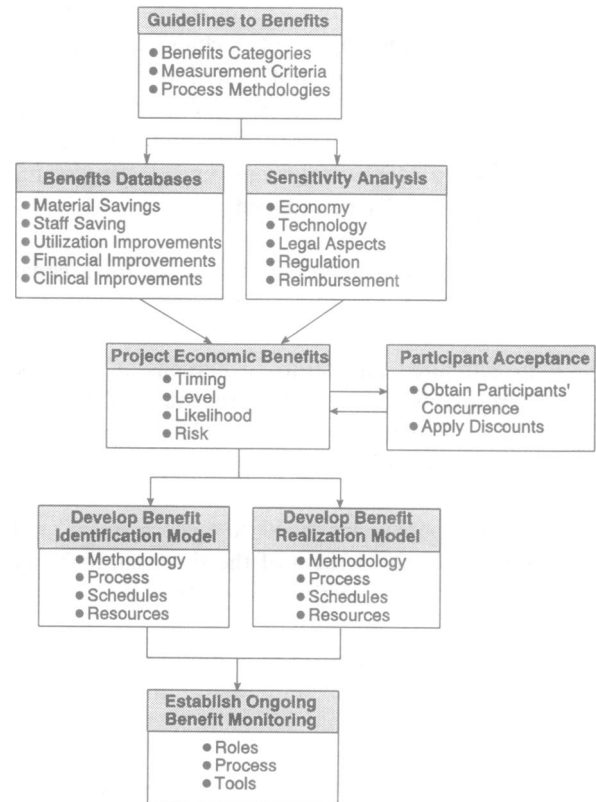 Guidelines to Benefits
● Benefits Categories
● Measurement Criteria
● Process Methdologies
Benefits Databases
● Material Savings
● Staff Saving
● Utilization Improvements
● Financial Improvements
● Clinical Improvements
Sensitivity Analysis
● Economy
● Technology
● Legal Aspects
● Regulation
● Reimbursement
Project Economic Benefits
● Timing
● Level
● Likelihood
● Risk
Participant Acceptance
● Obtain Participants'
Concurrence
● Apply Discounts
Develop Benefit
Identification Model
● Methodology
● Process
● Schedules
● Resources
Develop Benefit
Realization Model
● Methodology
● Process
● Schedules
● Resources
Establish Ongoing
Benefit Monitoring
● Roles
● Process
● Tools